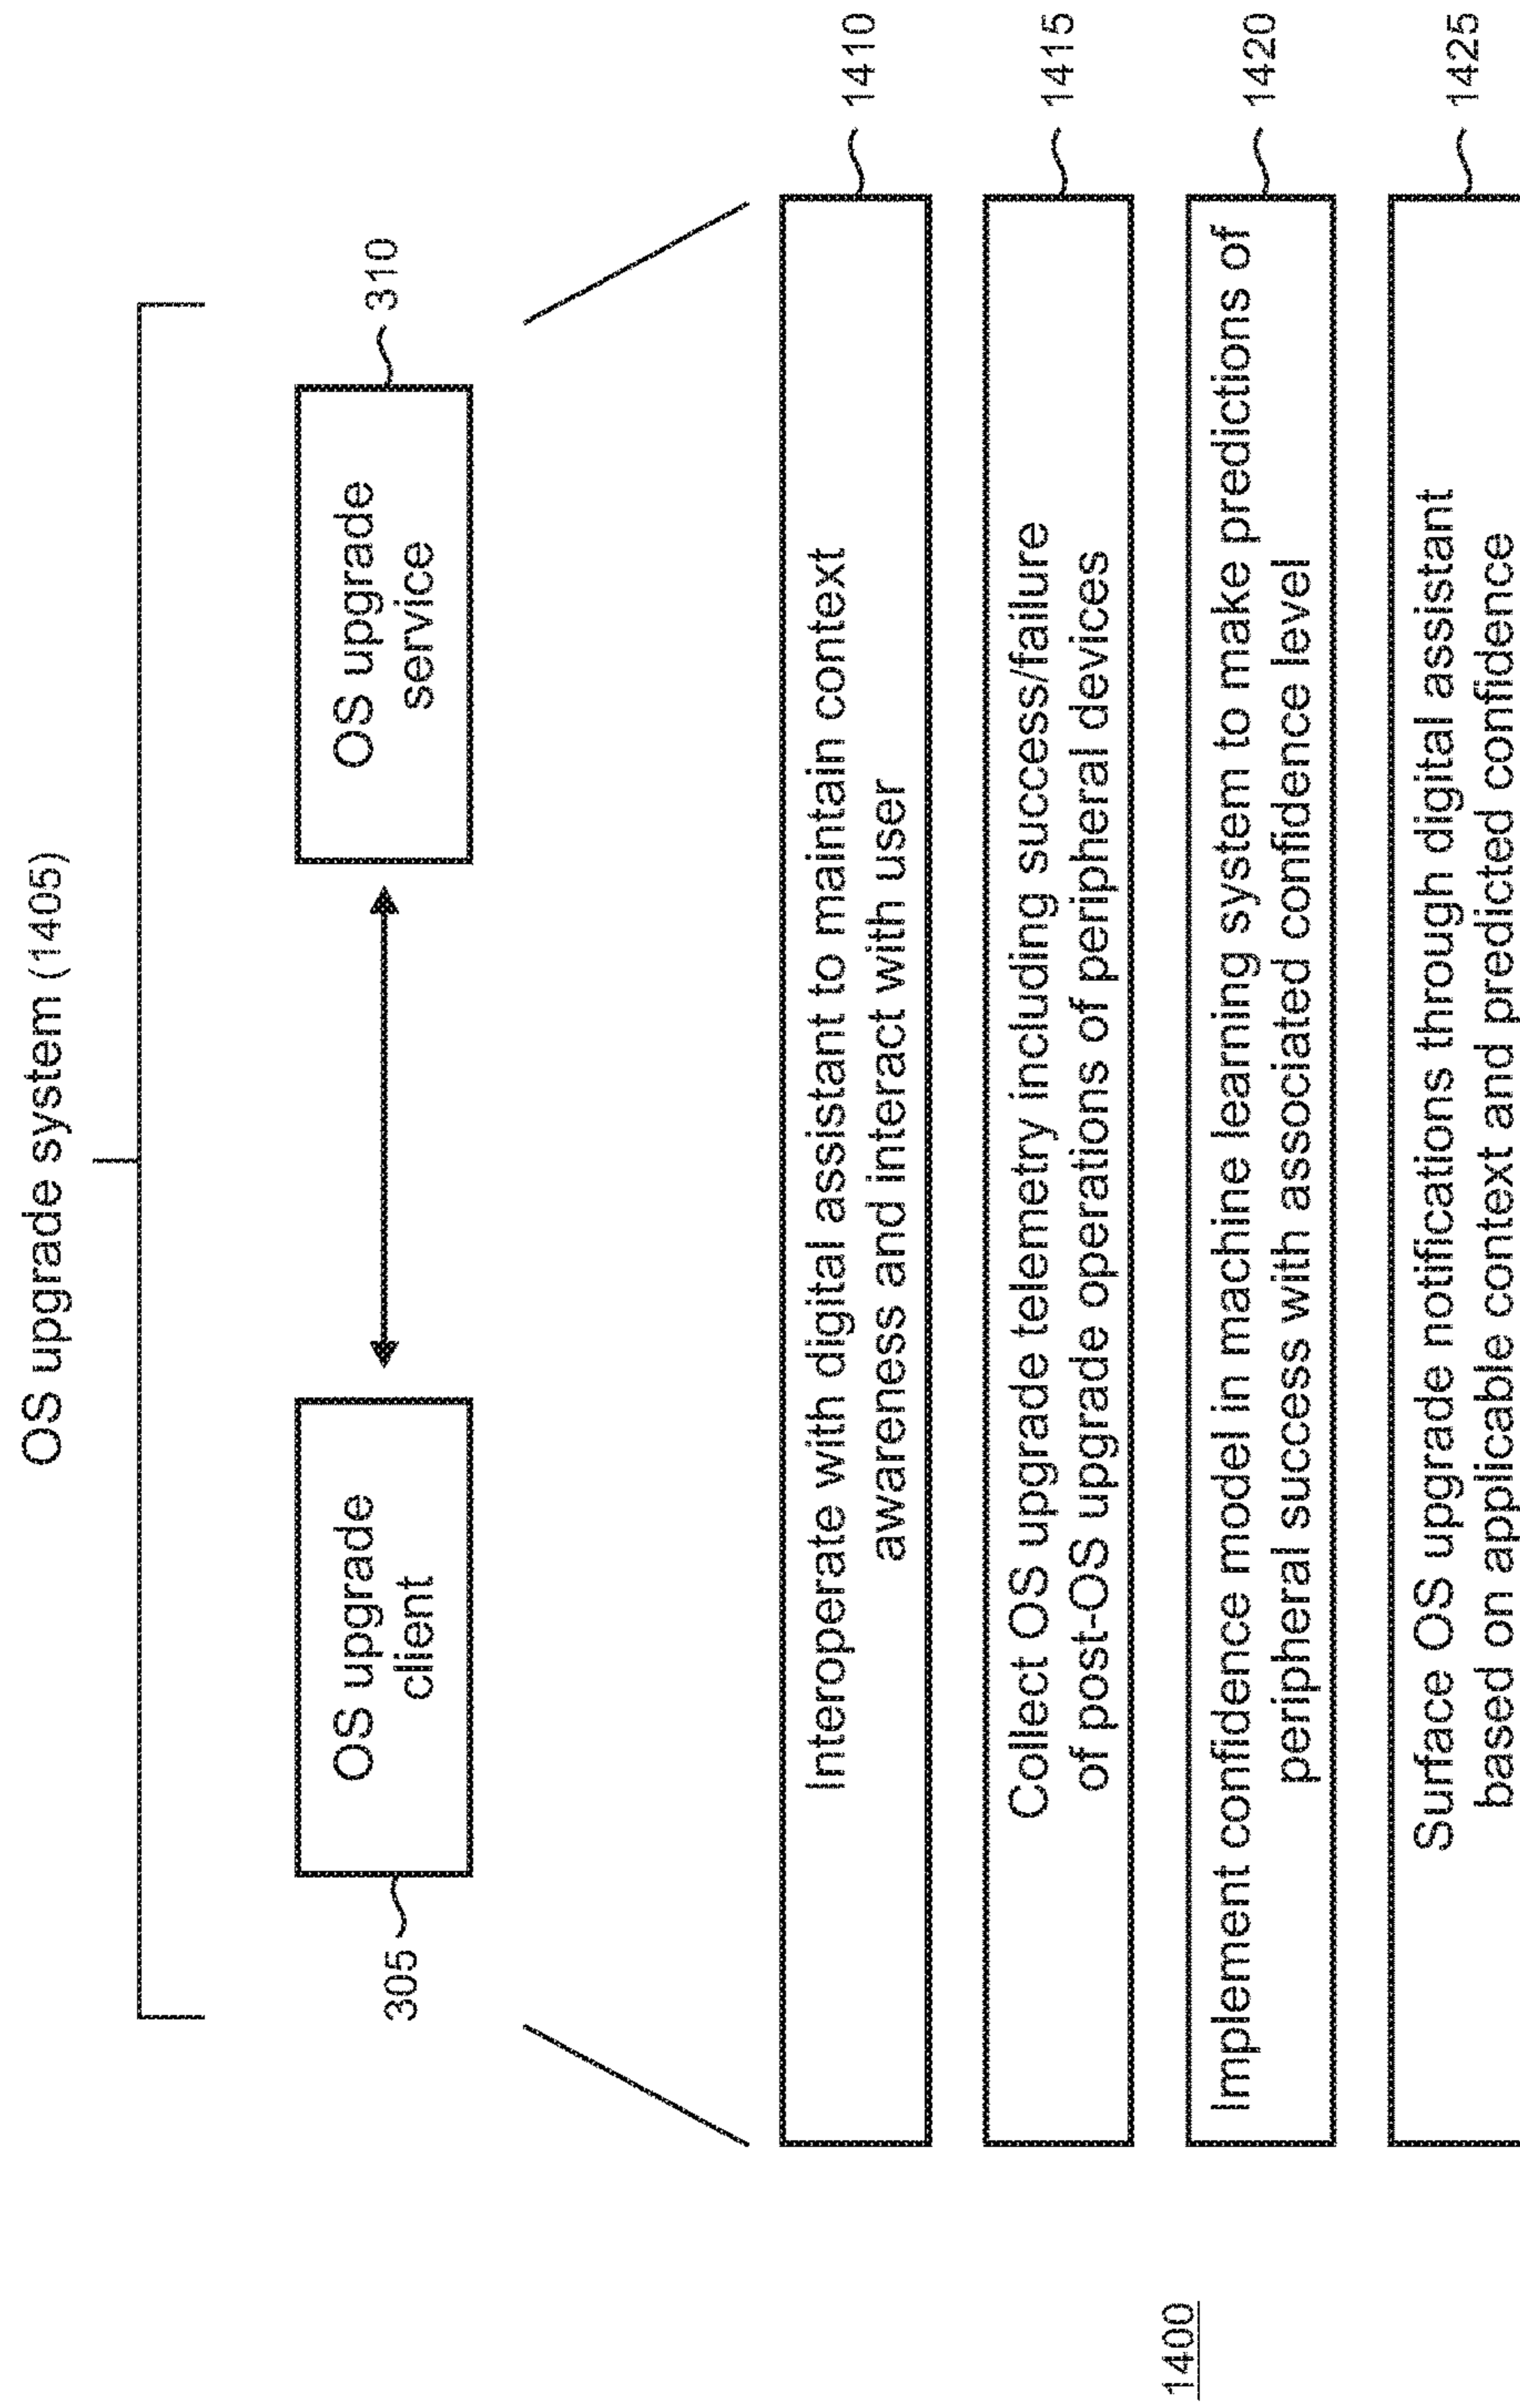 OS upgrade system (1405)
OS upgrade
client
305
OS upgrade
service
310
Interoperate with digital assistant to maintain context
awareness and interact with user
1410
Collect OS upgrade telemetry including success/failure
of post-OS upgrade operations of peripheral devices
1415
Implement confidence model in machine learning system to make predictions of
peripheral success with associated confidence level
1420
Surface OS upgrade notifications through digital assistant
based on applicable context and predicted confidence
1425
1400